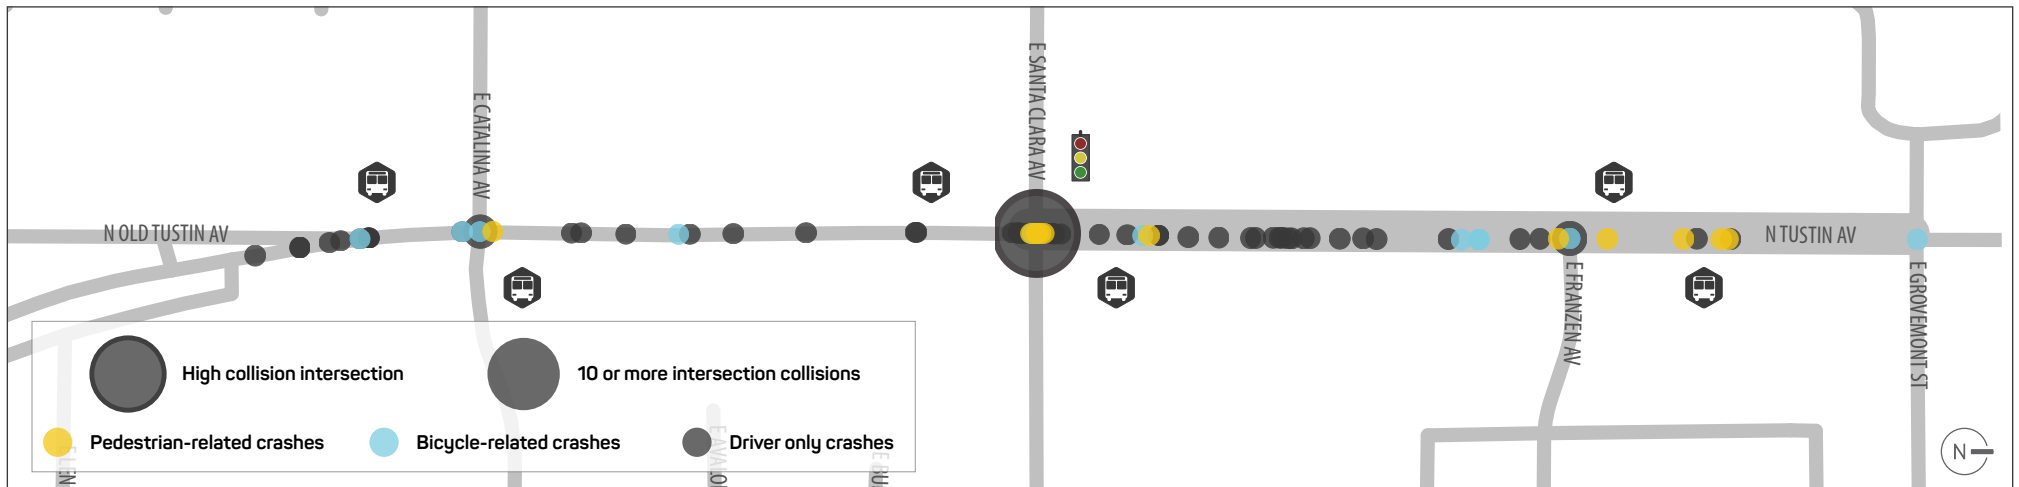 E CATALINA AV
E SANTA CLARA AV
N OLD TUSTIN AV
N TUSTIN AV
E FRANZEN AV
E GROVEMONT ST
High collision intersection
10 or more intersection collisions
Pedestrian-related crashes
Bicycle-related crashes
Driver only crashes
N